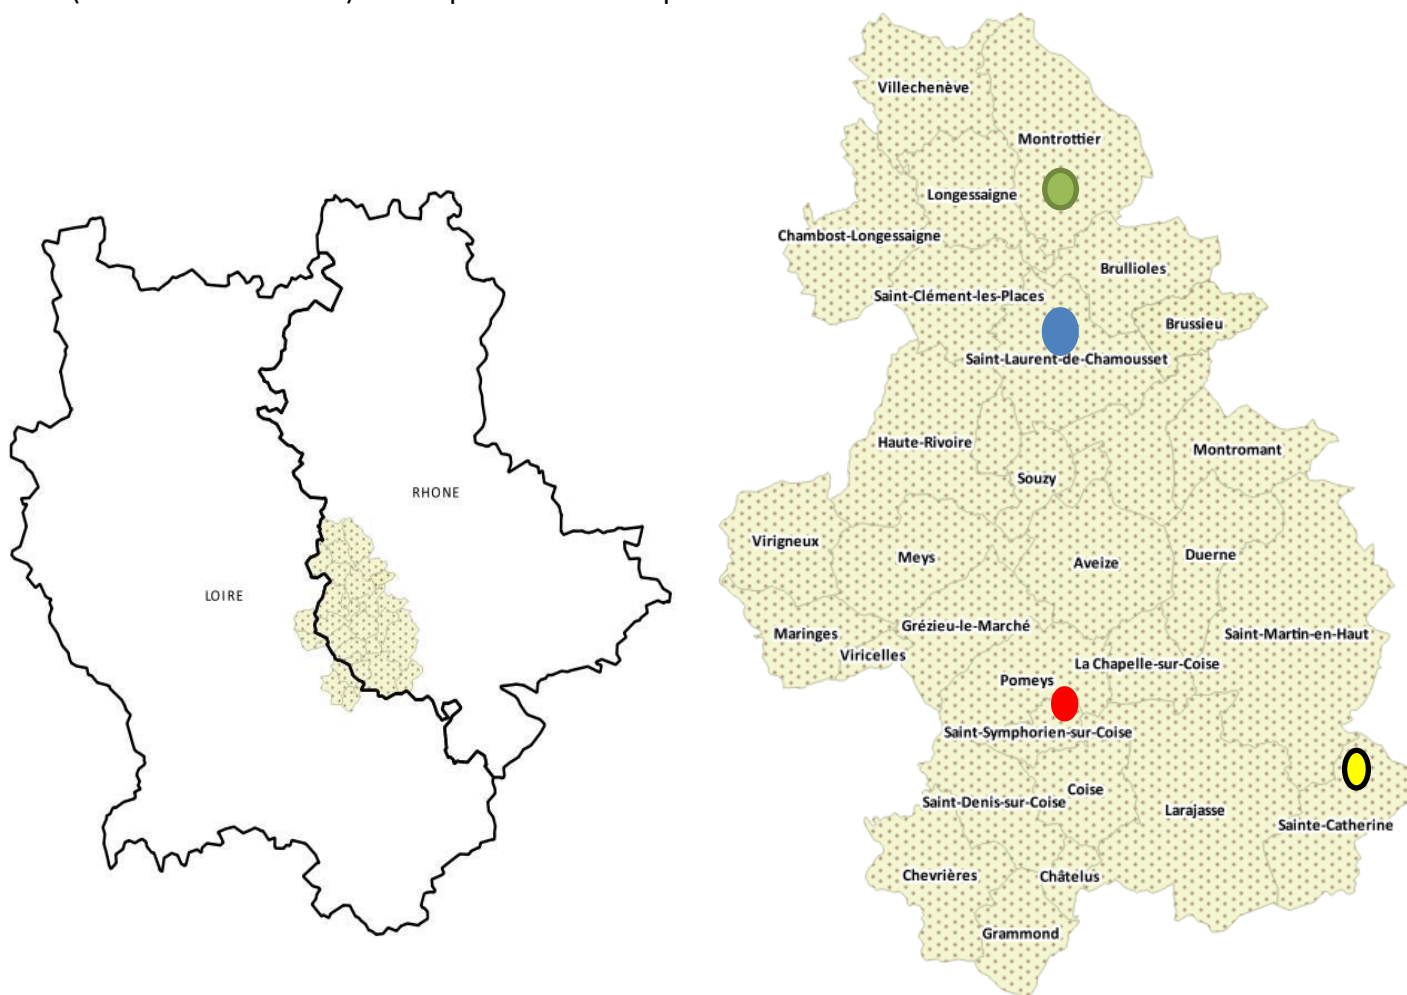 Villechenève
Montrottier
Longessaigne
Chambost-Longessaigne
Brullioles
Saint-Clément-les-Places
Brussieu
Saint-Laurent-de-Chamousset
Haute-Rivoire
Montromant
Souzy
RHONE
Virigneux
Meys
Aveize
Duerne
LOIRE
Grézieu-le-Marché
Maringes
Saint-Martin-en-Haut
Viricelles
La Chapelle-sur-Coise
Pomeys
Saint-Symphorien-sur-Coise
Coise
Saint-Denis-sur-Coise
Larajasse
Sainte-Catherine
Chevrières
Châtelus
Grammond